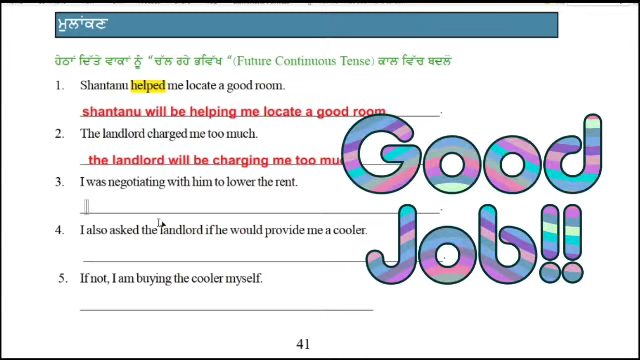 ਮੁਲਾਂਕਣ
ਹੇਠਾਂ ਦਿੱਤੇ ਵਾਕਾਂ ਨੂੰ “ਚੱਲ ਰਹੇ ਭਵਿੱਖ “(Future Continuous Tense) ਕਾਲ ਵਿੱਚ ਬਦਲੋ
1. Shantanu helped me locate a good room.
shantanu will be helping me locate a good room
2. The landlord charged me too much.
the landlord will be charging me too
3. I was negotiating with him to lower the rent.
4. I also asked the landlord if he would provide me a cooler.
5. If not, I am buying the cooler myself.
Good
Job!!
41